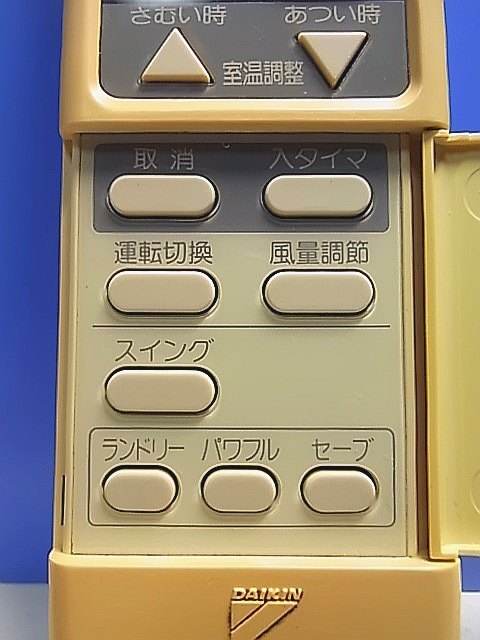 さむい時 あつい時
室温調整
取消 入タイマ
運転切換 風量調節
スイング
ランドリー パワフル セーブ
DAIKIN